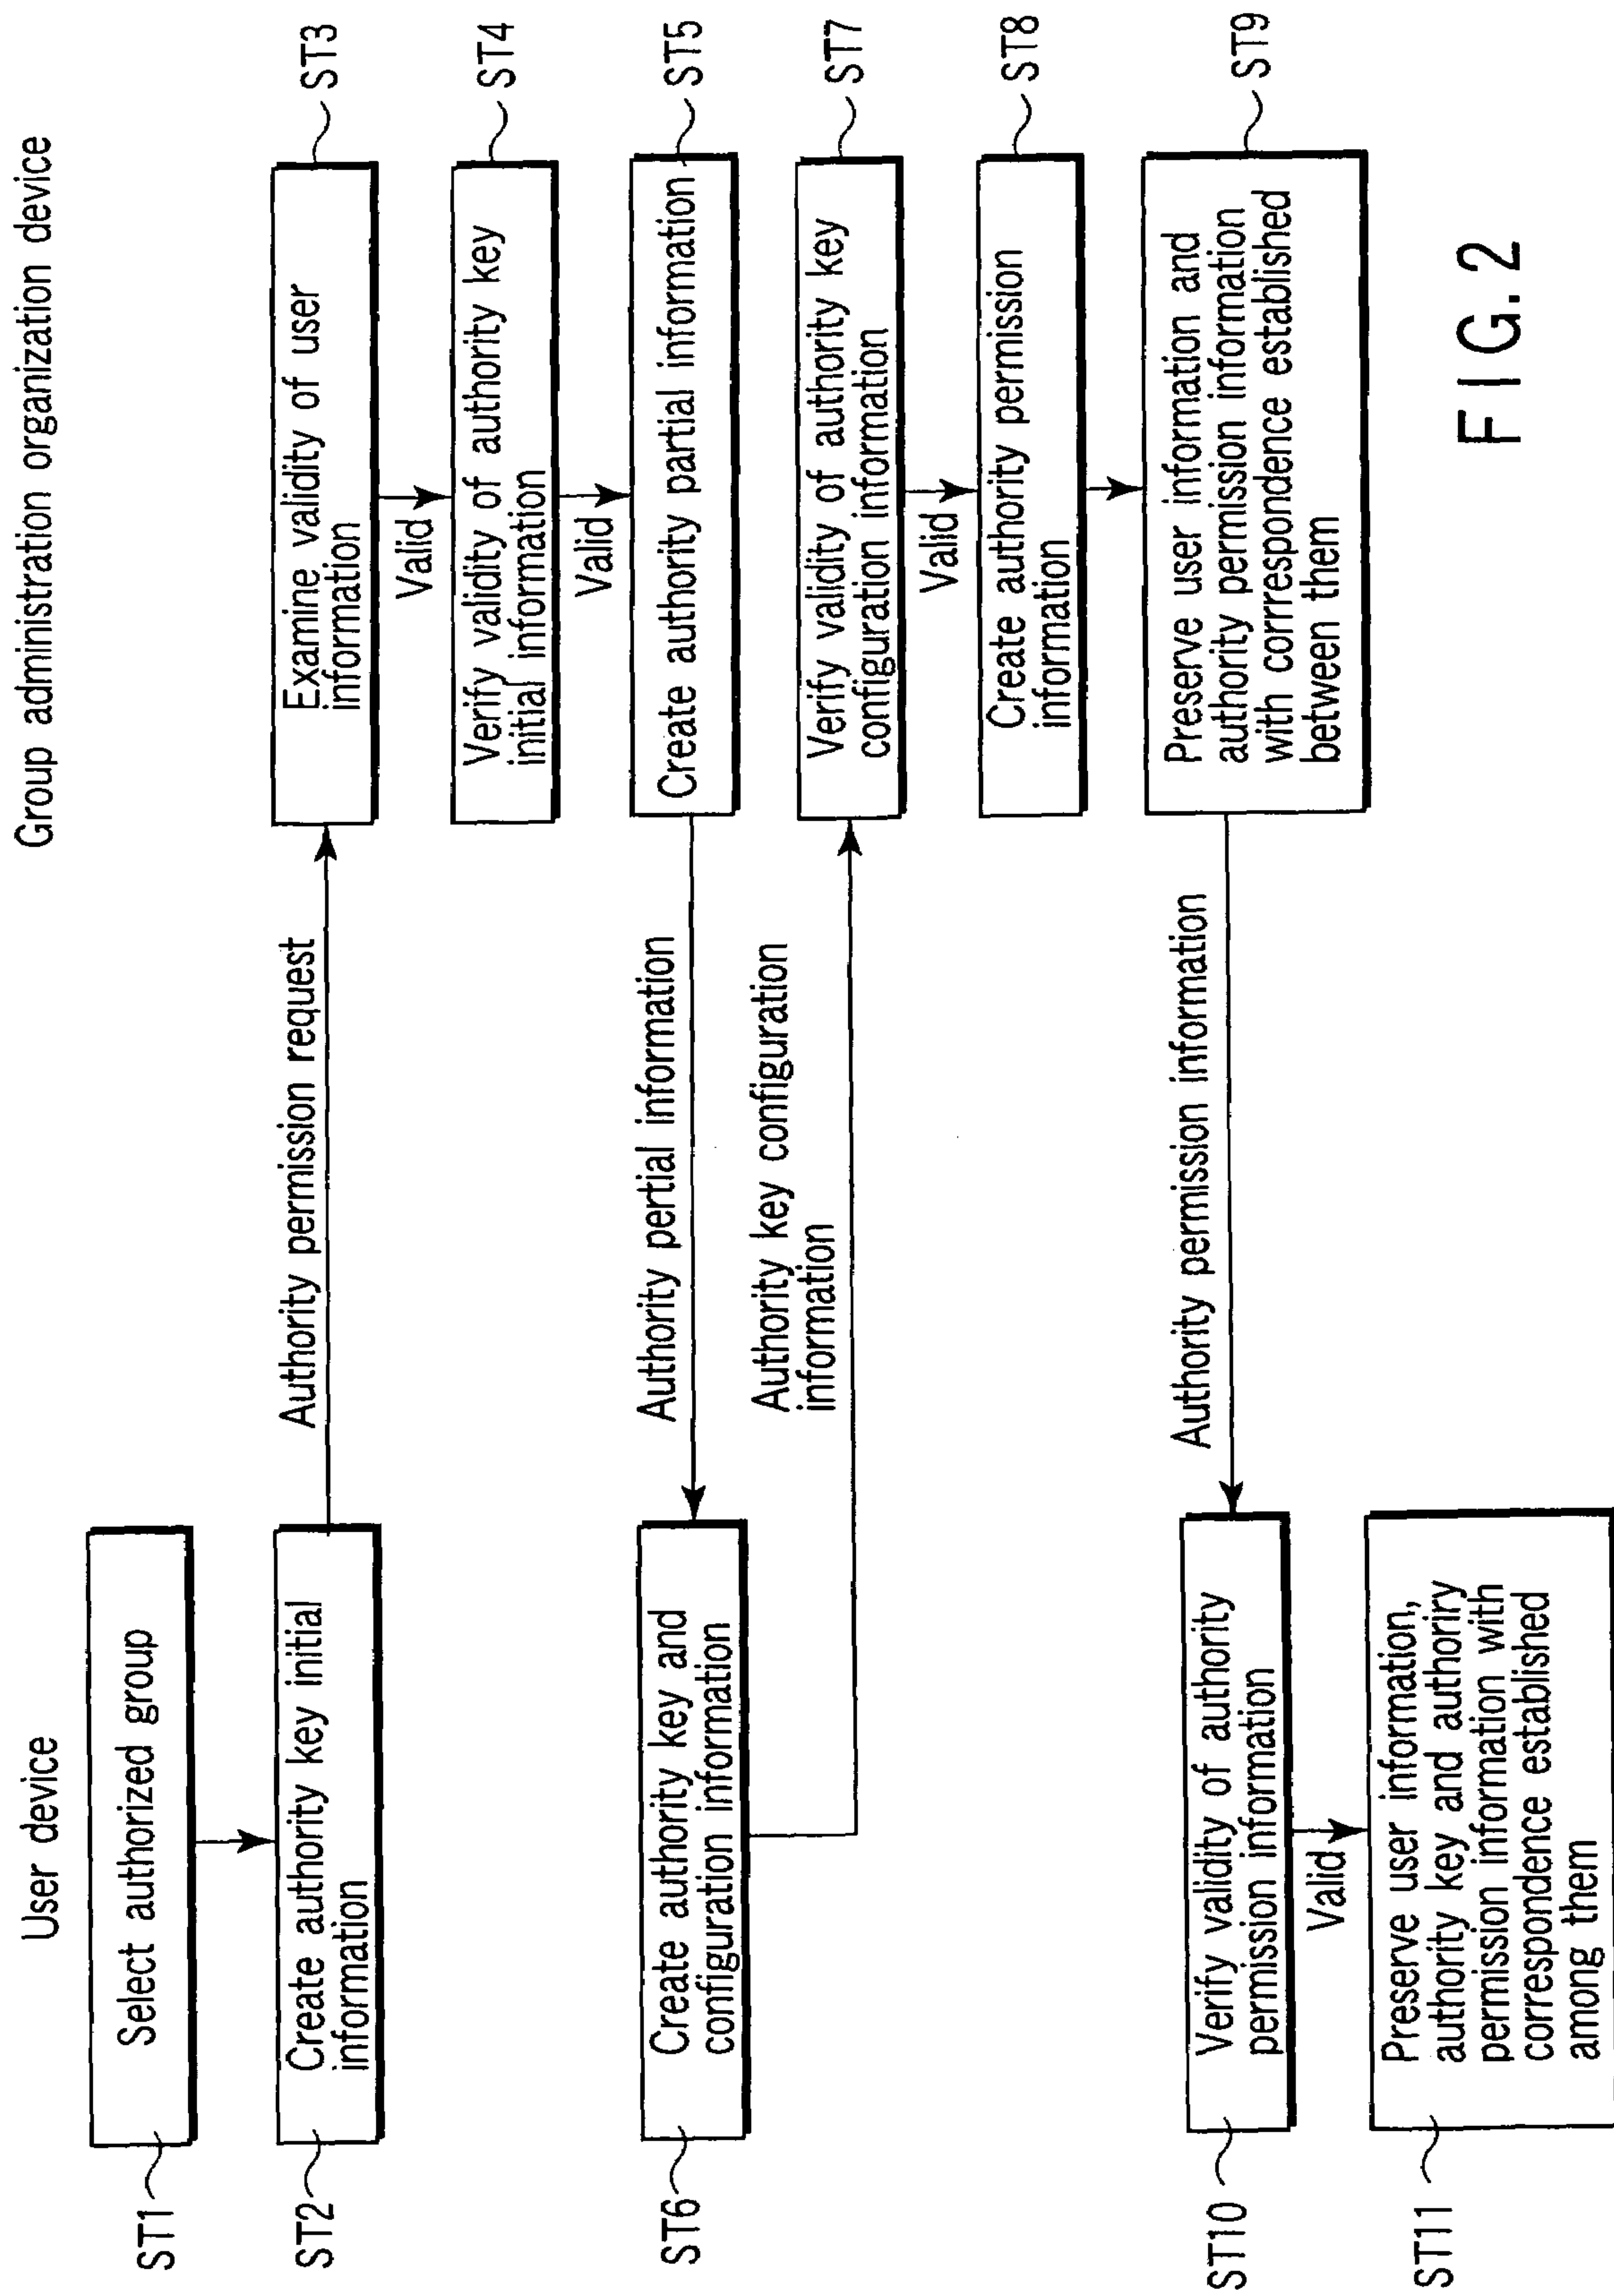 User device
Group administration organization device
ST1
Select authorized group
ST2
Create authority key initial
information
Authority permission request
Examine validity of user
information
ST3
Valid
Verify validity of authority key
initial information
ST4
Valid
Create authority partial information
ST5
Authority pertial information
ST6
Create authority key and
configuration information
Authority key configuration
information
Verify validity of authority key
configuration information
ST7
Valid
Create authority permission
information
ST8
Preserve user information and
authority permission information
with corrrespondence established
between them
ST9
Authority permission information
ST10
Verify validity of authority
permission information
Valid
ST11
Preserve user information,
authority key and authoriry
permission information with
correspondence established
among them
FIG.2